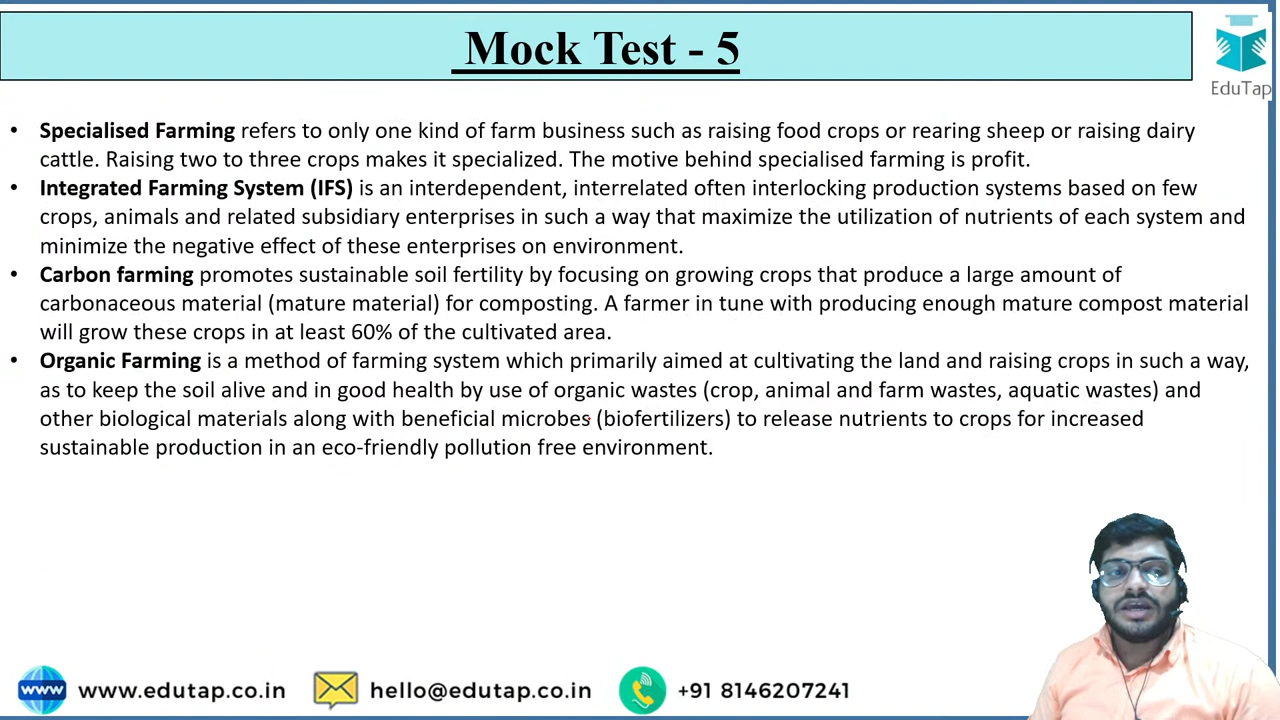 Mock Test - 5
EduTap
• Specialised Farming refers to only one kind of farm business such as raising food crops or rearing sheep or raising dairy
cattle. Raising two to three crops makes it specialized. The motive behind specialised farming is profit.
• Integrated Farming System (IFS) is an interdependent, interrelated often interlocking production systems based on few
crops, animals and related subsidiary enterprises in such a way that maximize the utilization of nutrients of each system and
minimize the negative effect of these enterprises on environment.
• Carbon farming promotes sustainable soil fertility by focusing on growing crops that produce a large amount of
carbonaceous material (mature material) for composting. A farmer in tune with producing enough mature compost material
will grow these crops in at least 60% of the cultivated area.
• Organic Farming is a method of farming system which primarily aimed at cultivating the land and raising crops in such a way,
as to keep the soil alive and in good health by use of organic wastes (crop, animal and farm wastes, aquatic wastes) and
other biological materials along with beneficial microbes (biofertilizers) to release nutrients to crops for increased
sustainable production in an eco-friendly pollution free environment.
www www.edutap.co.in hello@edutap.co.in +91 8146207241